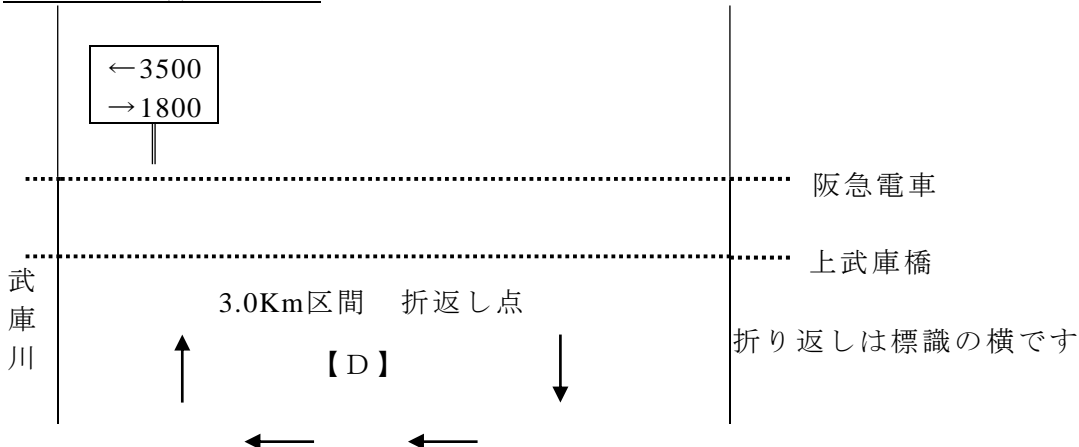 ←3500
→1800
阪急電車
上武庫橋
武庫川
3.0Km区間 折返し点
【D】
折り返しは標識の横です